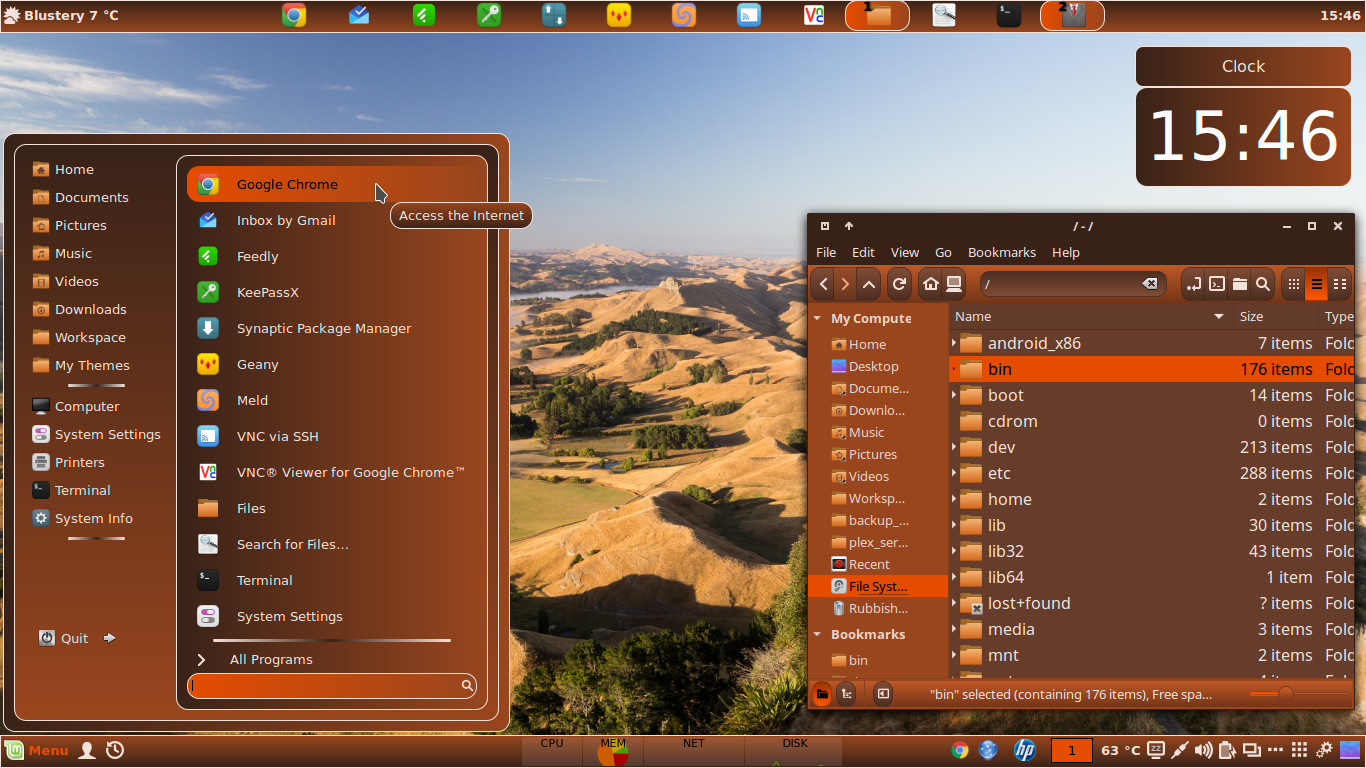 Blustery 7 °C
1
2
15:46
Clock
15:46
Home
Documents
Pictures
Music
Videos
Downloads
Workspace
My Themes
Computer
System Settings
Printers
Terminal
System Info
Quit
Google Chrome
Access the Internet
Inbox by Gmail
Feedly
KeePassX
Synaptic Package Manager
Geany
Meld
VNC via SSH
VNC® Viewer for Google Chrome™
Files
Search for Files...
Terminal
System Settings
All Programs
/ - /
File Edit View Go Bookmarks Help
/
My Compute
Home
Desktop
Docume...
Downlo...
Music
Pictures
Videos
Worksp...
backup_...
plex_ser...
Recent
File Syst...
Rubbish...
Bookmarks
bin
Name Size Type
android_x86 7 items Fold
bin 176 items Fold
boot 14 items Fold
cdrom 0 items Fold
dev 213 items Fold
etc 288 items Fold
home 2 items Fold
lib 30 items Fold
lib32 43 items Fold
lib64 1 item Fold
lost+found ? items Fold
media 3 items Fold
mnt 2 items Fold
"bin" selected (containing 176 items), Free spa...
Menu
CPU MEM NET DISK
hp
1
63 °C